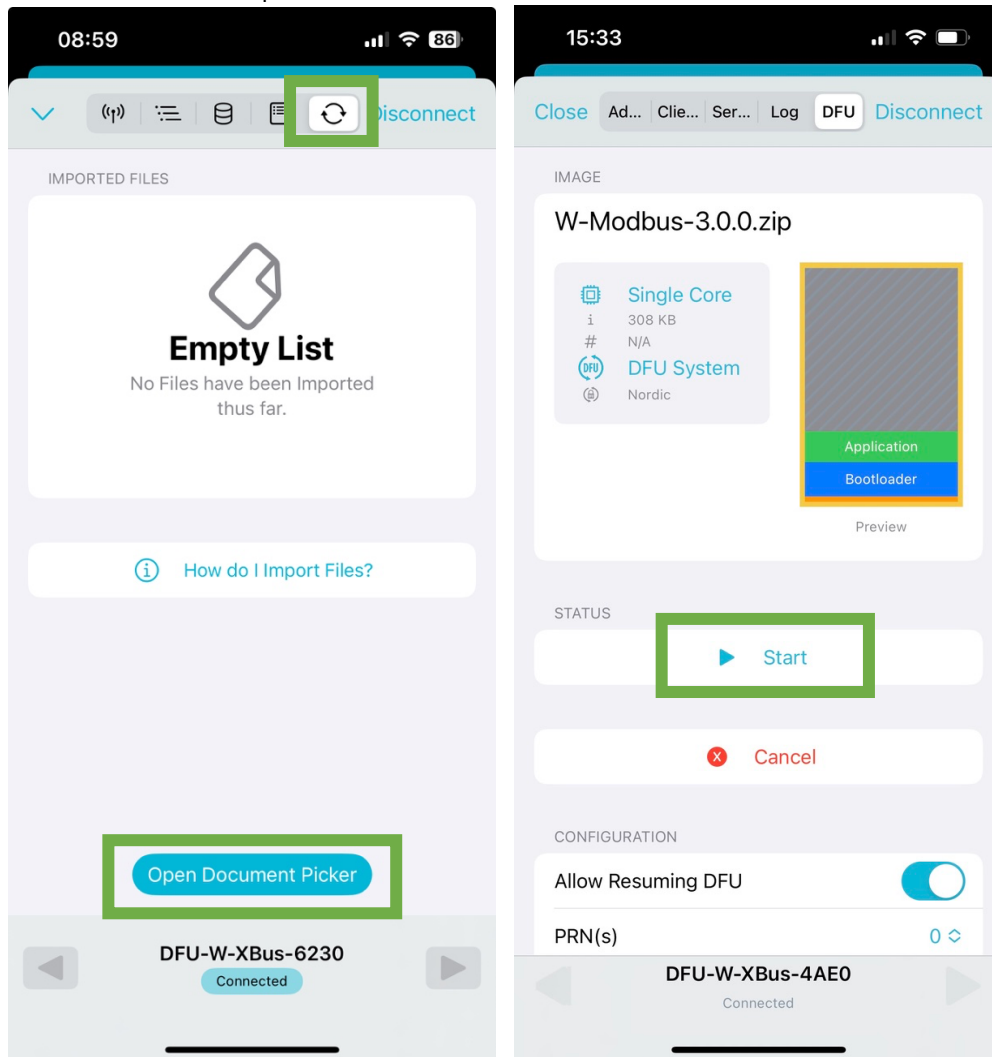 08:59
86
Disconnect
IMPORTED FILES
Empty List
No Files have been Imported
thus far.
How do I Import Files?
Open Document Picker
DFU-W-XBus-6230
Connected
15:33
Close Ad... Clie... Ser... Log DFU Disconnect
IMAGE
W-Modbus-3.0.0.zip
Single Core
i 308 KB
# N/A
DFU DFU System
Nordic
Application
Bootloader
Preview
STATUS
Start
X Cancel
CONFIGURATION
Allow Resuming DFU
PRN(s) 0
DFU-W-XBus-4AE0
Connected